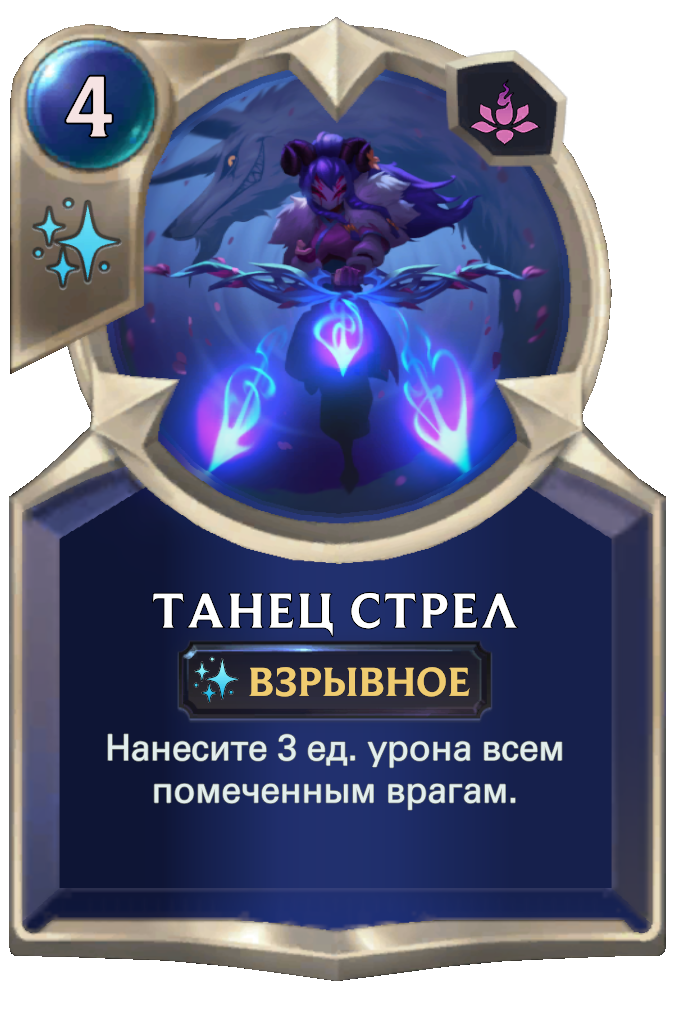 4
ТАНЕЦ СТРЕЛ
ВЗРЫВНОЕ
Нанесите 3 ед. урона всем
помеченным врагам.